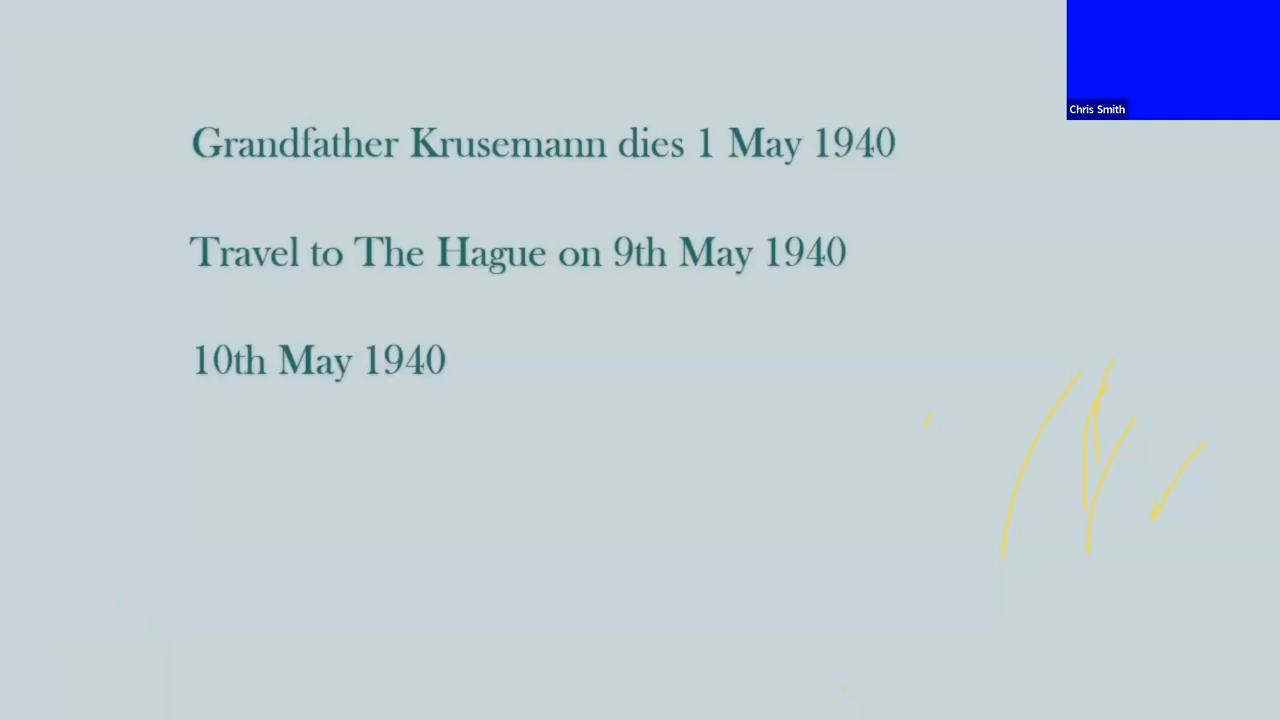 Chris Smith
Grandfather Krusemann dies 1 May 1940
Travel to The Hague on 9th May 1940
10th May 1940